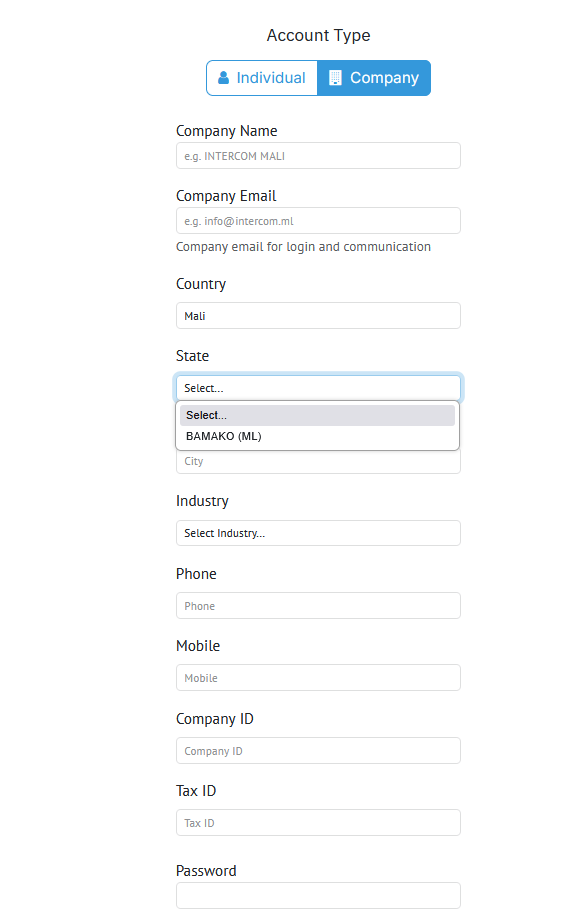 Account Type
Individual
Company
Company Name
e.g. INTERCOM MALI
Company Email
e.g. info@intercom.ml
Company email for login and communication
Country
Mali
State
Select...
Select...
BAMAKO (ML)
City
Industry
Select Industry...
Phone
Phone
Mobile
Mobile
Company ID
Company ID
Tax ID
Tax ID
Password